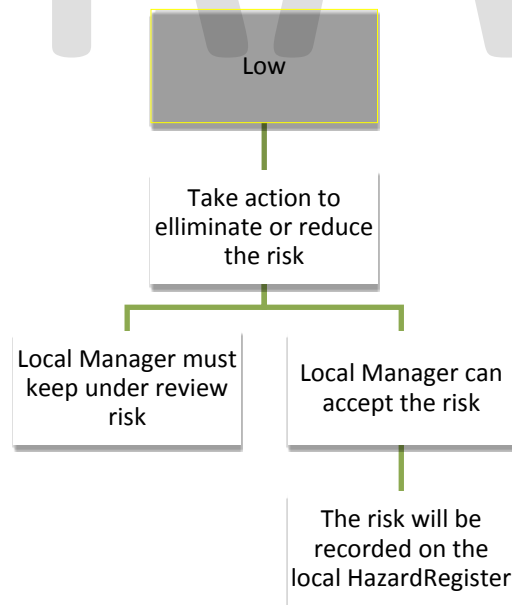 Low
Take action to
elliminate or reduce
the risk
Local Manager must
keep under review
risk
Local Manager can
accept the risk
The risk will be
recorded on the
local HazardRegister